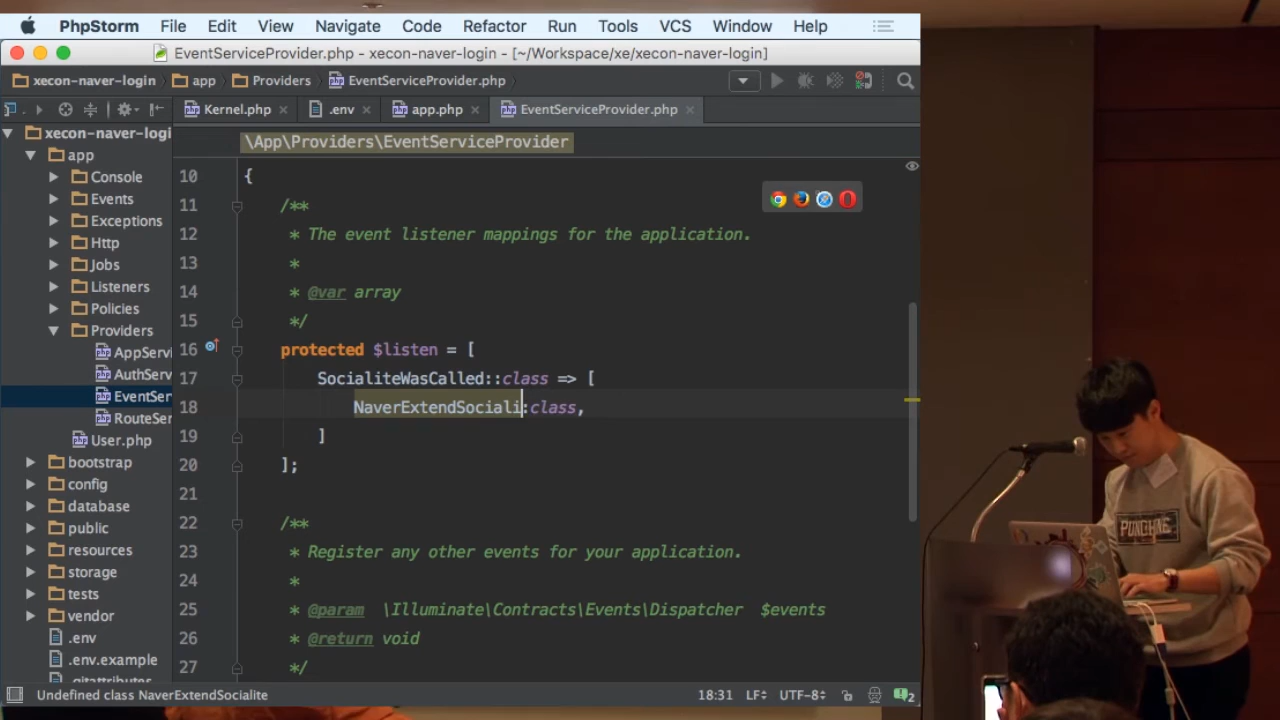 PhpStorm File Edit View Navigate Code Refactor Run Tools VCS Window Help
EventServiceProvider.php - xecon-naver-login - [~/Workspace/xe/xecon-naver-login]
xecon-naver-login app Providers EventServiceProvider.php
Kernel.php .env app.php EventServiceProvider.php
xecon-naver-logi
app
Console
Events
Exceptions
Http
Jobs
Listeners
Policies
Providers
AppServi
AuthServ
EventSer
RouteSer
User.php
bootstrap
config
database
public
resources
storage
tests
vendor
.env
.env.example
.gitattributes
\App\Providers\EventServiceProvider
10 {
11 /**
12 * The event listener mappings for the application.
13 *
14 * @var array
15 */
16 protected $listen = [
17 SocialiteWasCalled::class => [
18 NaverExtendSociali:class,
19 ]
20 ];
21
22 /**
23 * Register any other events for your application.
24 *
25 * @param \Illuminate\Contracts\Events\Dispatcher $events
26 * @return void
27 */
Undefined class NaverExtendSocialite 18:31 LF UTF-8 2
PUNGHAE